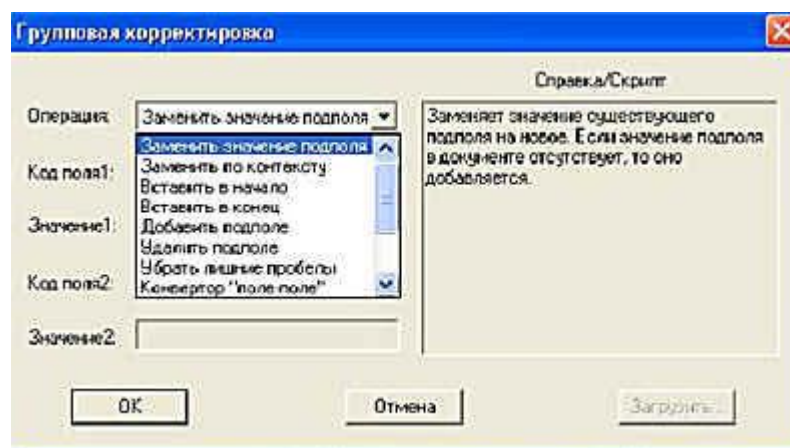 Групповая корректировка
Справка/Скрипт
Операция:
Заменить значение подполя
Заменить значение подполя
Заменить по контексту
Вставить в начало
Вставить в конец
Добавить подполе
Удалить подполе
Убрать лишние пробелы
Конвертор "поле-поле"
Код поля1:
Значение1:
Код поля2:
Значение2:
Заменяет значение существующего
подполя на новое. Если значение подполя
в документе отсутствует, то оно
добавляется.
OK
Отмена
Загрузить...